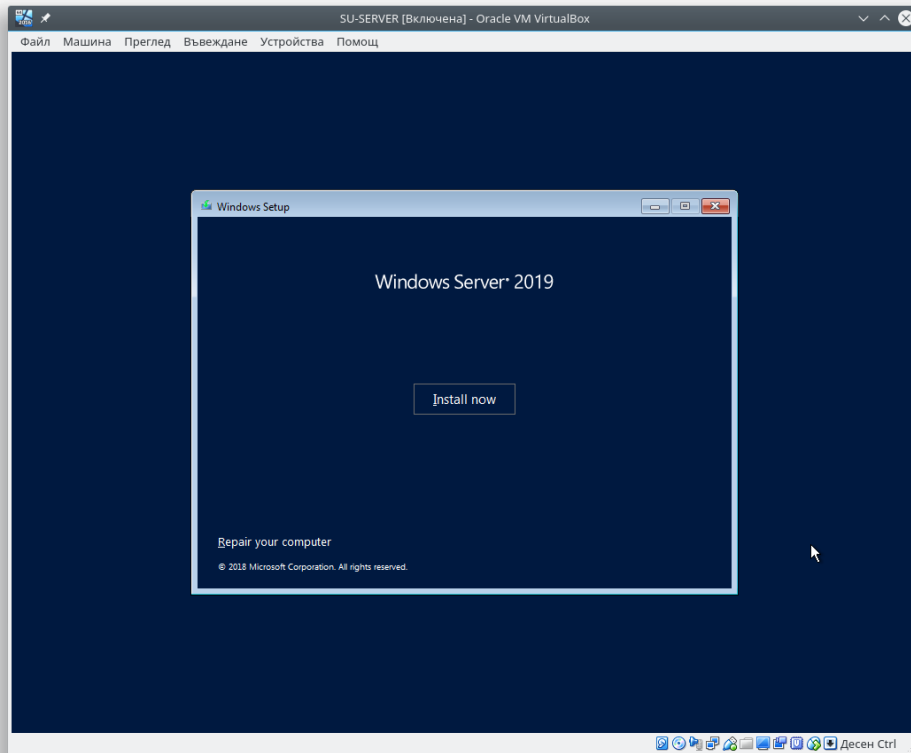 SU-SERVER [Включена] - Oracle VM VirtualBox
Файл Машина Преглед Въвеждане Устройства Помощ
Windows Setup
Windows Server® 2019
Install now
Repair your computer
© 2018 Microsoft Corporation. All rights reserved.
Десен Ctrl